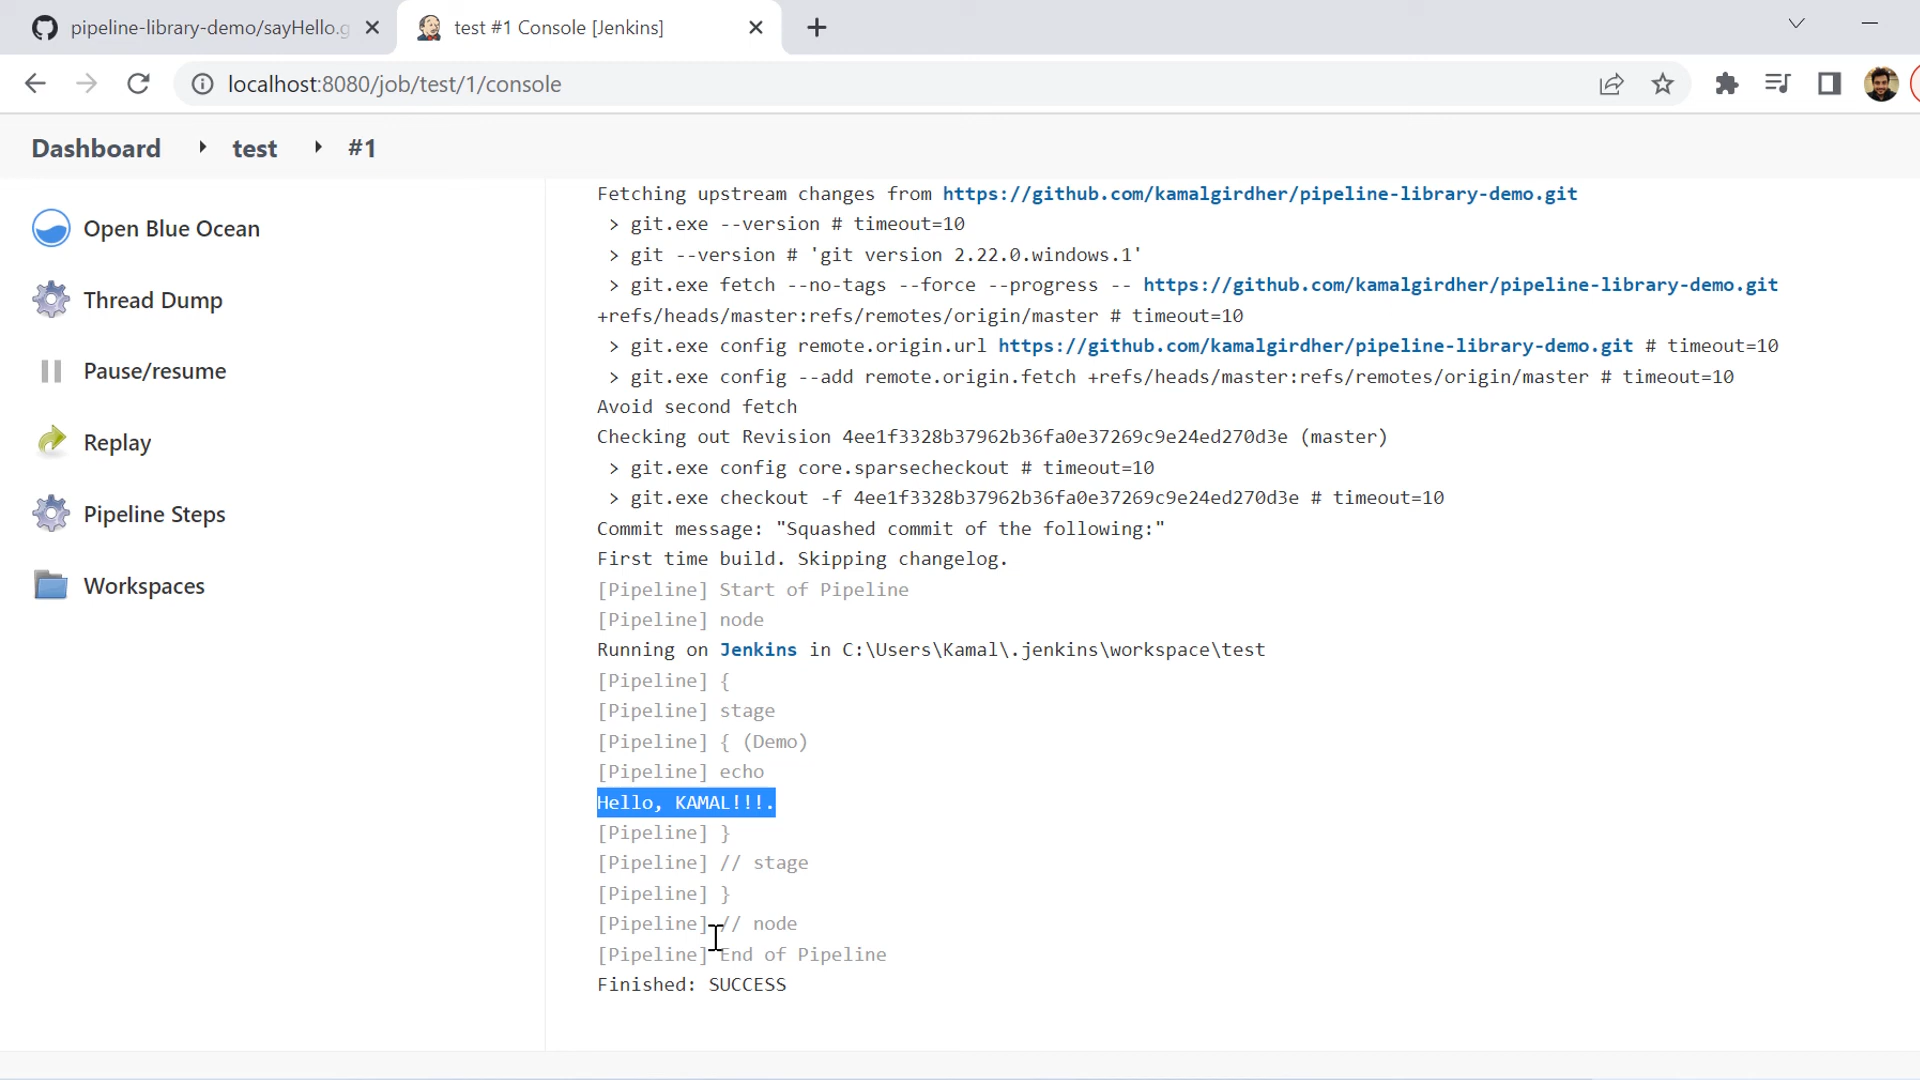 pipeline-library-demo/sayHello.g
test #1 Console [Jenkins]
localhost:8080/job/test/1/console
Dashboard
test
#1
Open Blue Ocean
Thread Dump
Pause/resume
Replay
Pipeline Steps
Workspaces
Fetching upstream changes from https://github.com/kamalgirdher/pipeline-library-demo.git
> git.exe --version # timeout=10
> git --version # 'git version 2.22.0.windows.1'
> git.exe fetch --no-tags --force --progress -- https://github.com/kamalgirdher/pipeline-library-demo.git
+refs/heads/master:refs/remotes/origin/master # timeout=10
> git.exe config remote.origin.url https://github.com/kamalgirdher/pipeline-library-demo.git # timeout=10
> git.exe config --add remote.origin.fetch +refs/heads/master:refs/remotes/origin/master # timeout=10
Avoid second fetch
Checking out Revision 4ee1f3328b37962b36fa0e37269c9e24ed270d3e (master)
> git.exe config core.sparsecheckout # timeout=10
> git.exe checkout -f 4ee1f3328b37962b36fa0e37269c9e24ed270d3e # timeout=10
Commit message: "Squashed commit of the following:"
First time build. Skipping changelog.
[Pipeline] Start of Pipeline
[Pipeline] node
Running on Jenkins in C:\Users\Kamal\.jenkins\workspace\test
[Pipeline] {
[Pipeline] stage
[Pipeline] { (Demo)
[Pipeline] echo
Hello, KAMAL!!!.
[Pipeline] }
[Pipeline] // stage
[Pipeline] }
[Pipeline] // node
[Pipeline] End of Pipeline
Finished: SUCCESS